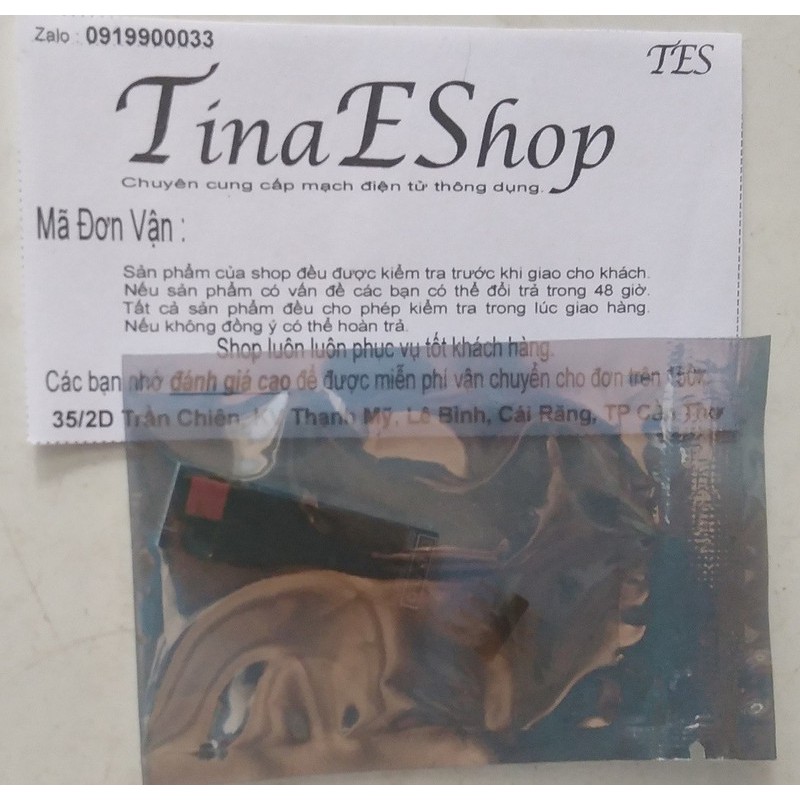 Zalo : 0919900033
TES
TinaEShop
Chuyên cung cấp mạch điện tử thông dụng.
Mã Đơn Vận :
Sản phẩm của shop đều được kiểm tra trước khi giao cho khách.
Nếu sản phẩm có vấn đề các bạn có thể đổi trả trong 48 giờ.
Tất cả sản phẩm đều cho phép kiểm tra trong lúc giao hàng.
Nếu không đồng ý có thể hoàn trả.
Shop luôn luôn phục vụ tốt khách hàng.
Các bạn nhớ đánh giá cao để được miễn phí vân chuyển cho đơn trên
35/2D Trần Chiên, Thạnh Mỹ, Lê Bình, Cái Răng, TP Cần Thơ